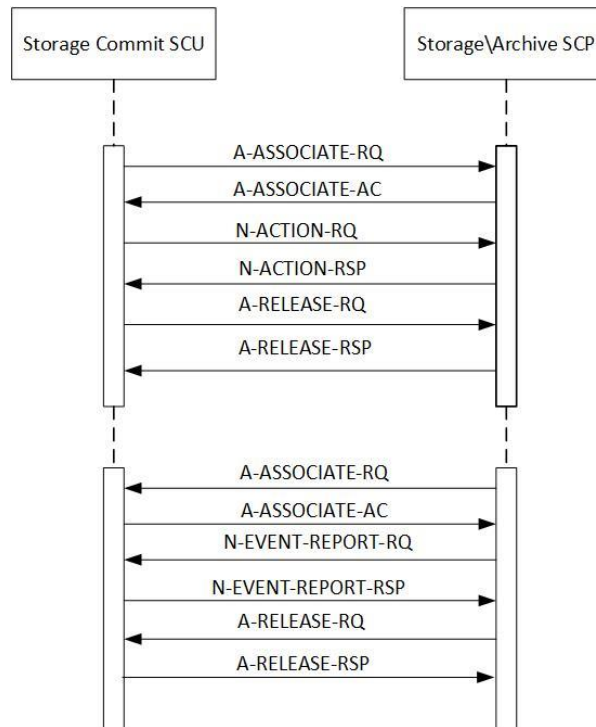 Storage Commit SCU
Storage\Archive SCP
A-ASSOCIATE-RQ
A-ASSOCIATE-AC
N-ACTION-RQ
N-ACTION-RSP
A-RELEASE-RQ
A-RELEASE-RSP
A-ASSOCIATE-RQ
A-ASSOCIATE-AC
N-EVENT-REPORT-RQ
N-EVENT-REPORT-RSP
A-RELEASE-RQ
A-RELEASE-RSP